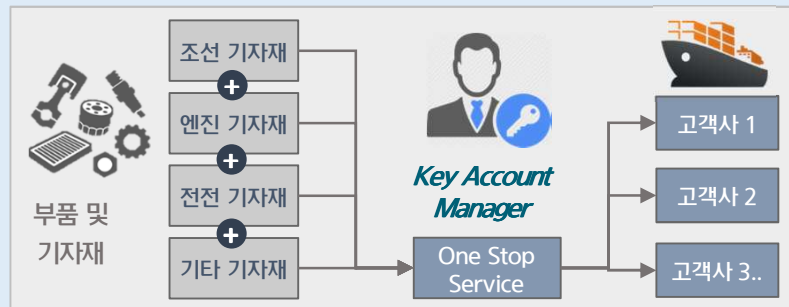 부품 및
기자재
조선 기자재
+
엔진 기자재
+
전전 기자재
+
기타 기자재
Key Account
Manager
One Stop
Service
고객사 1
고객사 2
고객사 3..